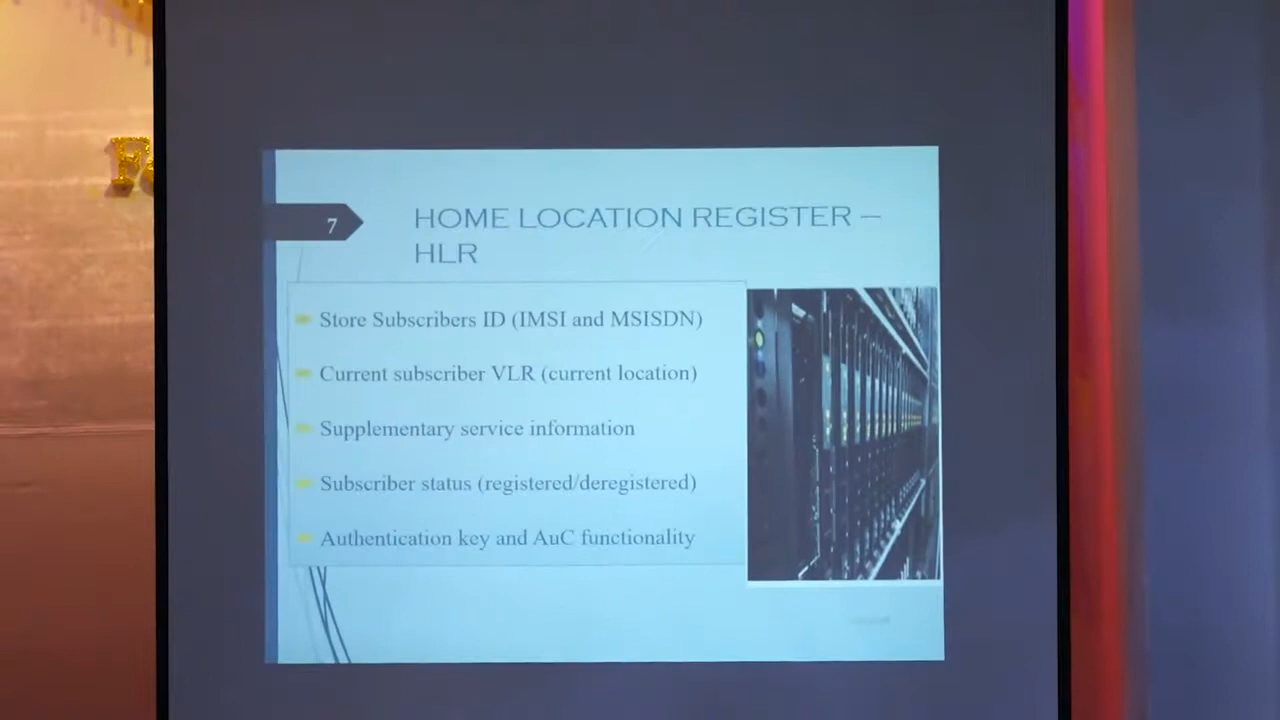 7
HOME LOCATION REGISTER –
HLR
Store Subscribers ID (IMSI and MSISDN)
Current subscriber VLR (current location)
Supplementary service information
Subscriber status (registered/deregistered)
Authentication key and AuC functionality